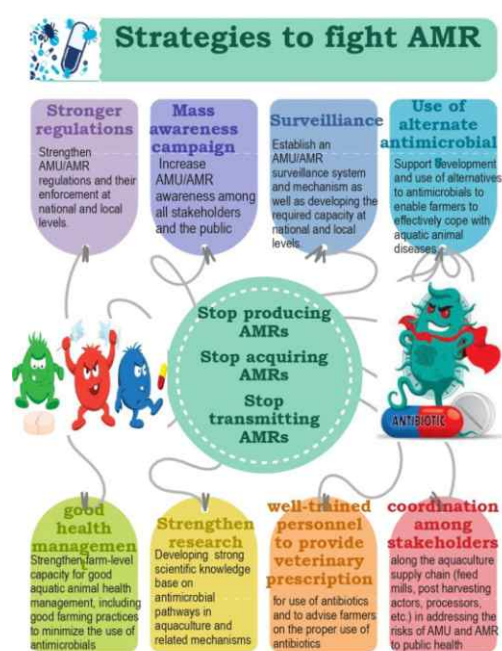 Strategies to fight AMR
Stronger
regulations
Strengthen
AMU/AMR
regulations and their
enforcement at
national and local
levels.
Mass
awareness
campaign
Increase
AMU/AMR
awareness among
all stakeholders
and the public
Surveilliance
Establish an
AMU/AMR
surveillance system
and mechanism as
well as developing the
required capacity at
national and local
levels
Use of
alternate
antimicrobial
s
Support development
and use of alternatives
to antimicrobials to
enable farmers to
effectively cope with
aquatic animal
diseases
Stop producing
AMRs
Stop acquiring
AMRs
Stop
transmitting
AMRs
ANTIBIOTIC
good
health
managemen
t
Strengthen farm-level
capacity for good
aquatic animal health
management, including
good farming practices
to minimize the use of
antimicrobials
Strengthen
research
Developing strong
scientific knowledge
base on
antimicrobial
pathways in
aquaculture and
related mechanisms
well-trained
personnel
to provide
veterinary
prescription
for use of antibiotics
and to advise farmers
on the proper use of
antibiotics
coordination
among
stakeholders
along the aquaculture
supply chain (feed
mills, post harvesting
actors, processors,
etc.) in addressing the
risks of AMU and AMR
to public health